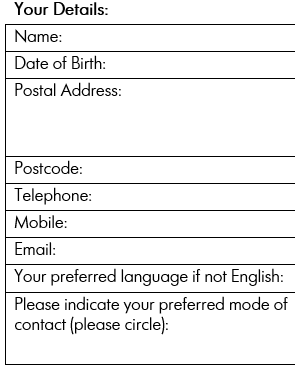 Your Details:
Name:
Date of Birth:
Postal Address:
Postcode:
Telephone:
Mobile:
Email:
Your preferred language if not English:
Please indicate your preferred mode of
contact (please circle):